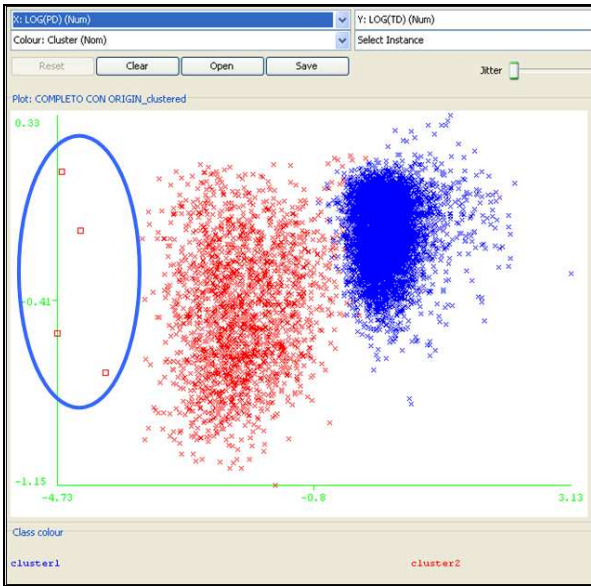 X: LOG(PD) (Num)
Y: LOG(TD) (Num)
Colour: Cluster (Nom)
Select Instance
Reset
Clear
Open
Save
Jitter
Plot: COMPLETO CON ORIGIN_clustered
0.33
-0.41
-1.15
-4.73
-0.8
3.13
Class colour
cluster1
cluster2